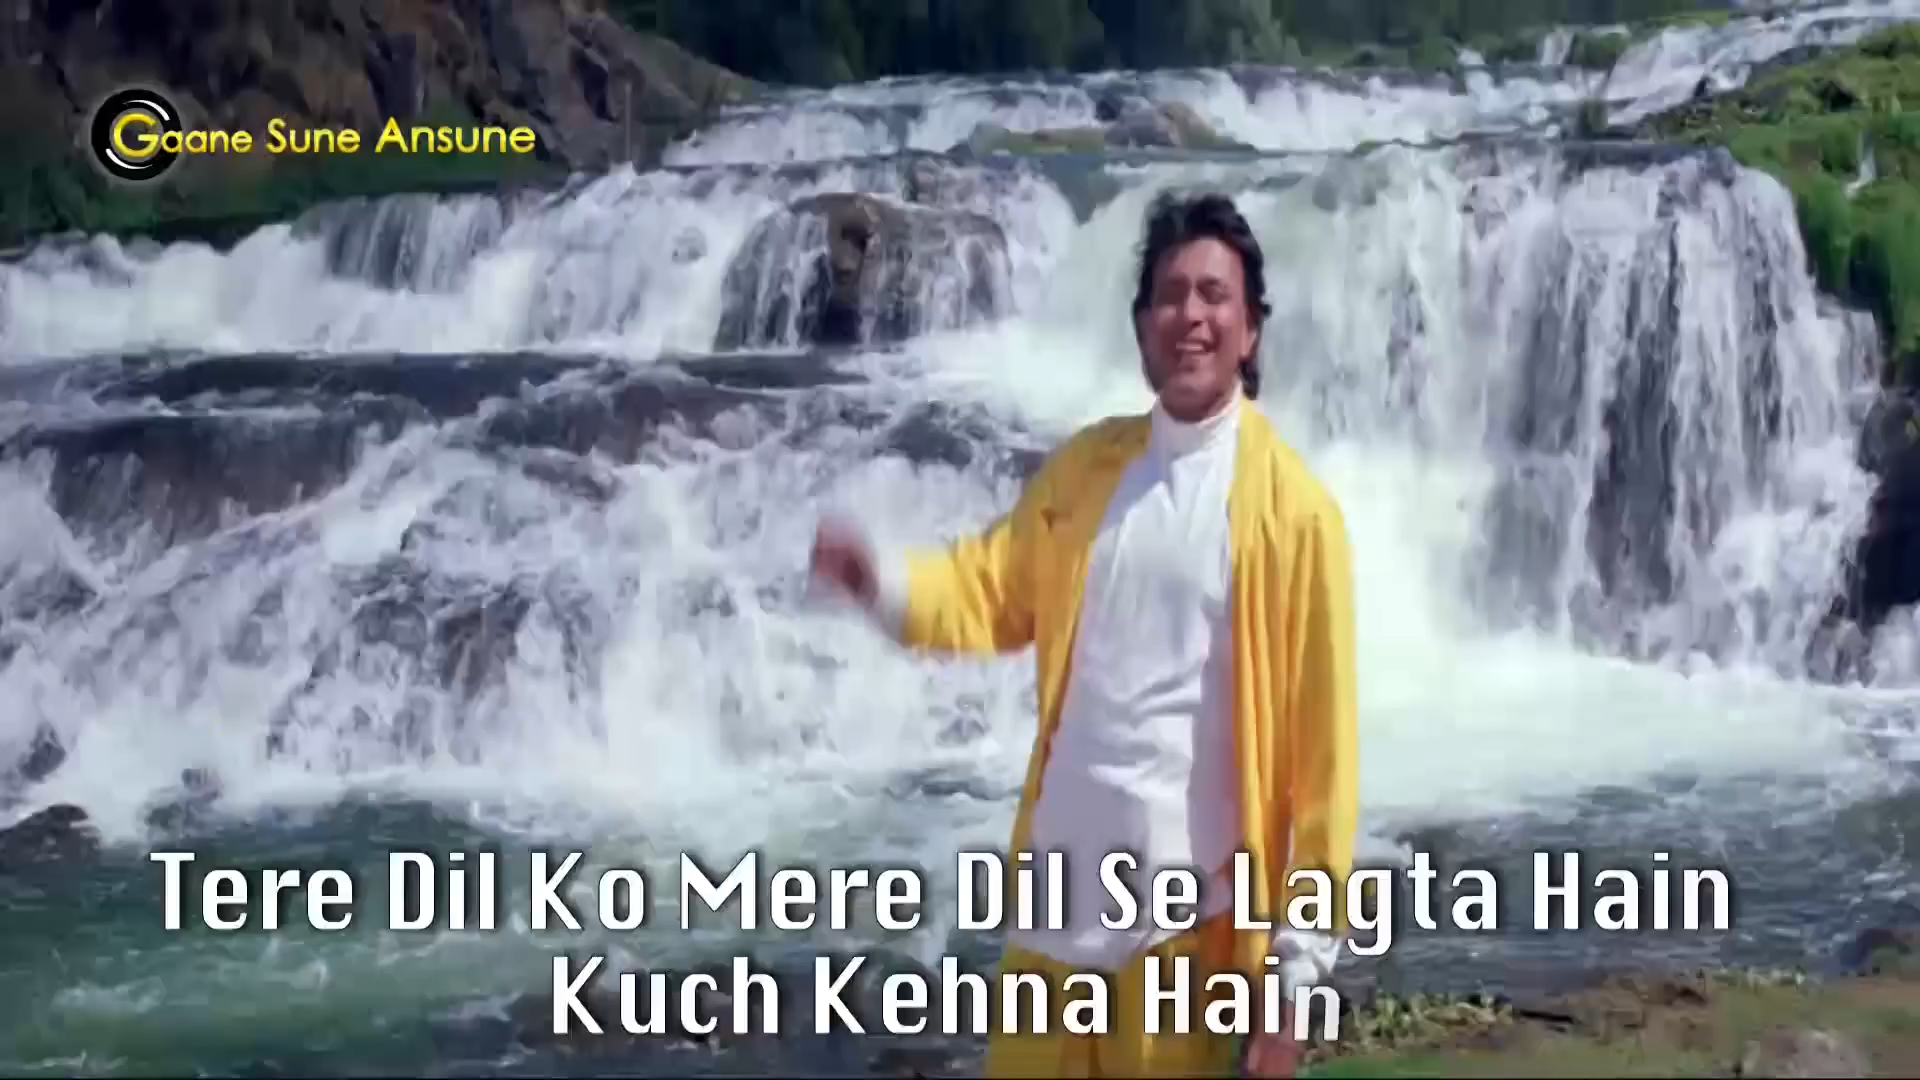 Gaane Sune Ansune
Tere Dil Ko Mere Dil Se Lagta Hain
Kuch Kehna Hain